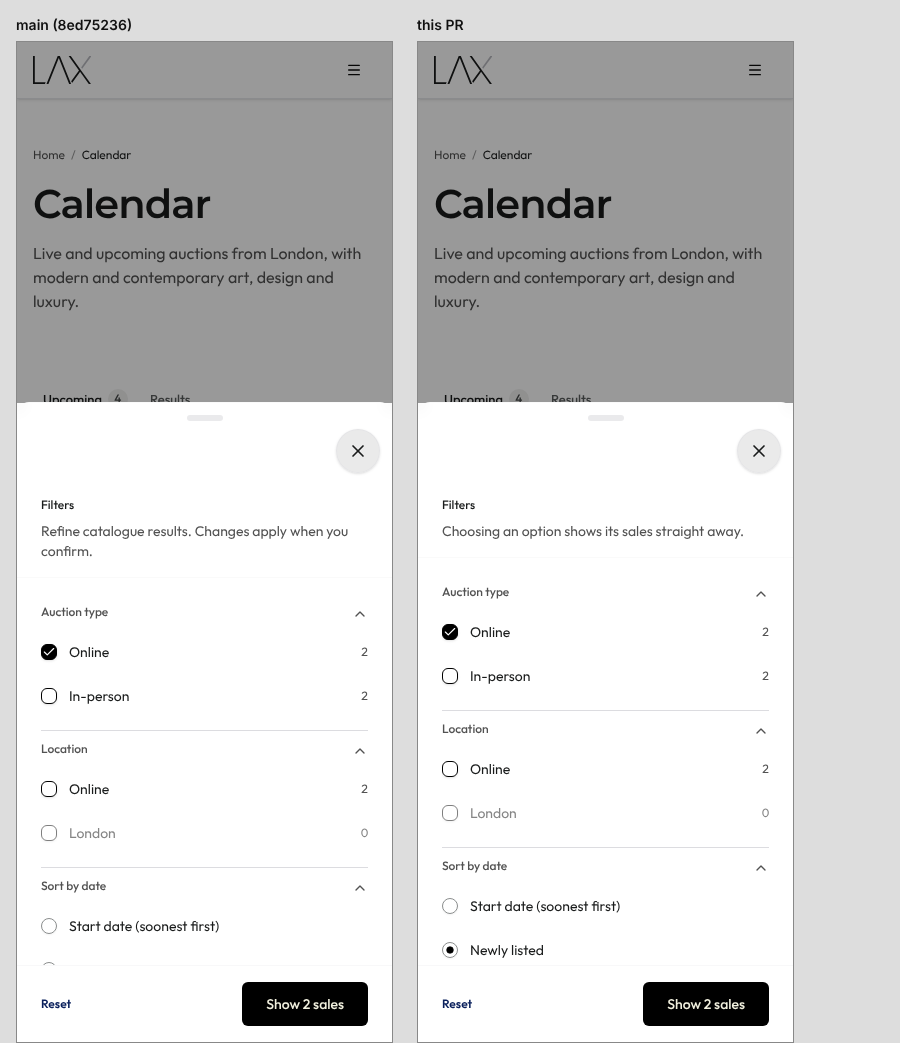 main (8ed75236)
LAX
Home / Calendar
Calendar
Live and upcoming auctions from London, with
modern and contemporary art, design and
luxury.
Upcoming 4 Results
Filters
Refine catalogue results. Changes apply when you
confirm.
Auction type
Online 2
In-person 2
Location
Online 2
London 0
Sort by date
Start date (soonest first)
Reset Show 2 sales
this PR
LAX
Home / Calendar
Calendar
Live and upcoming auctions from London, with
modern and contemporary art, design and
luxury.
Upcoming 4 Results
Filters
Choosing an option shows its sales straight away.
Auction type
Online 2
In-person 2
Location
Online 2
London 0
Sort by date
Start date (soonest first)
Newly listed
Reset Show 2 sales